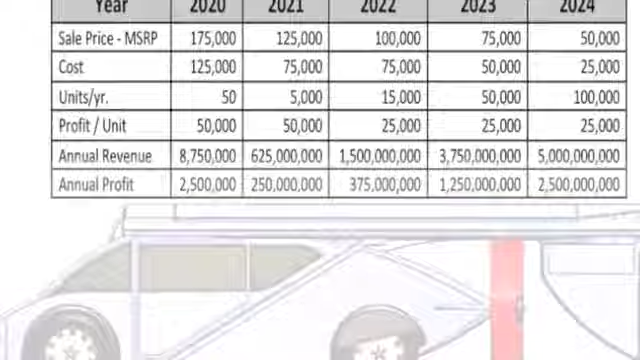 Year 2020 2021 2022 2023 2024
Sale Price - MSRP 175,000 125,000 100,000 75,000 50,000
Cost 125,000 75,000 75,000 50,000 25,000
Units/yr. 50 5,000 15,000 50,000 100,000
Profit / Unit 50,000 50,000 25,000 25,000 25,000
Annual Revenue 8,750,000 625,000,000 1,500,000,000 3,750,000,000 5,000,000,000
Annual Profit 2,500,000 250,000,000 375,000,000 1,250,000,000 2,500,000,000